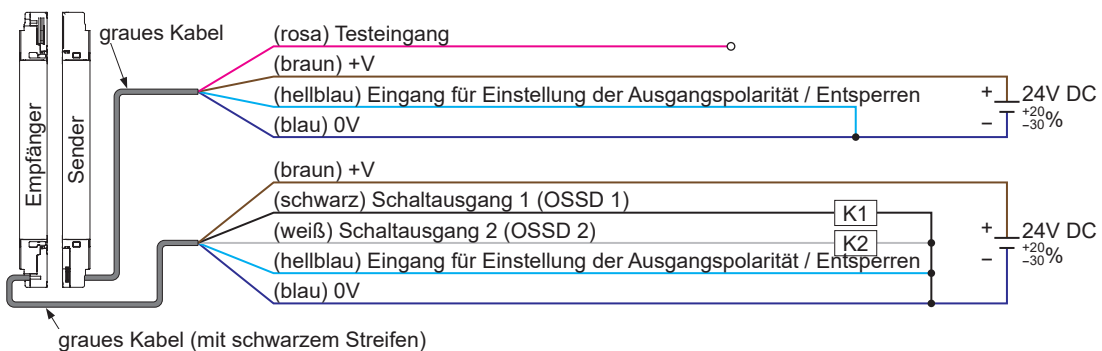 graues Kabel
(rosa) Testeingang
(braun) +V
(hellblau) Eingang für Einstellung der Ausgangspolarität / Entsperren
(blau) 0V
+
−
24V DC
+20
−30 %
Empfänger
Sender
(braun) +V
(schwarz) Schaltausgang 1 (OSSD 1)
K1
(weiß) Schaltausgang 2 (OSSD 2)
K2
(hellblau) Eingang für Einstellung der Ausgangspolarität / Entsperren
(blau) 0V
+
−
24V DC
+20
−30 %
graues Kabel (mit schwarzem Streifen)